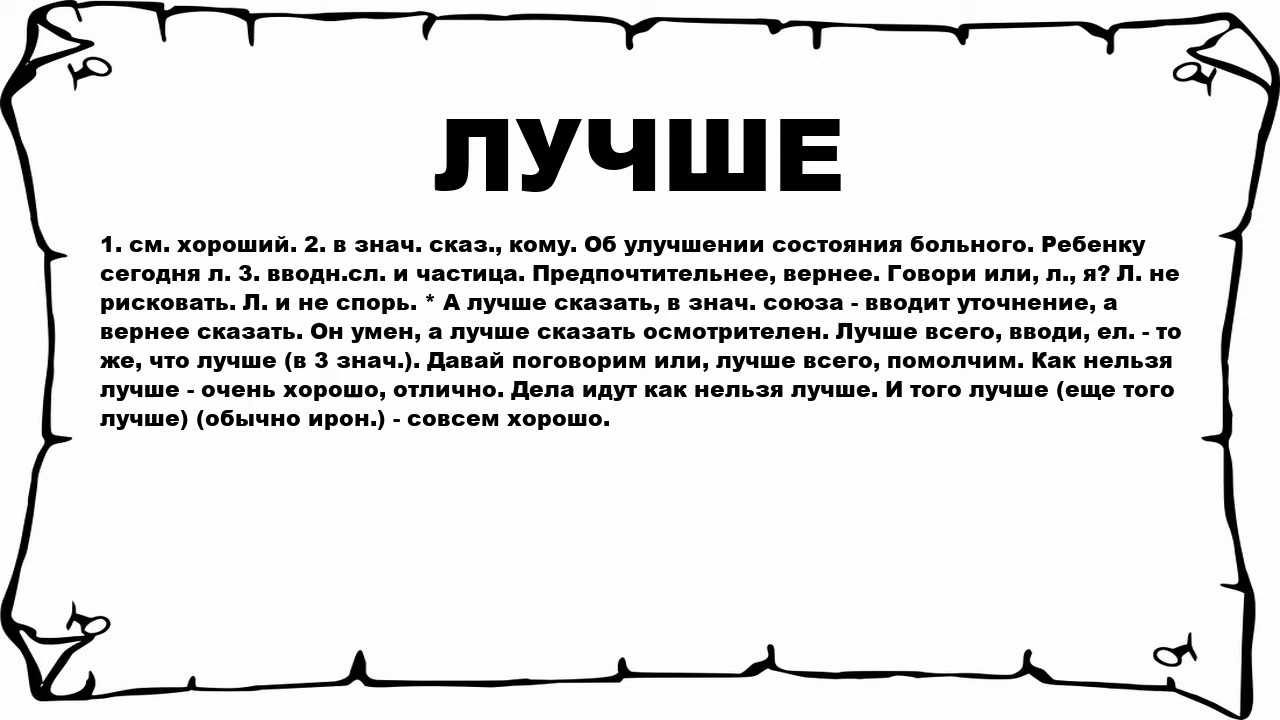 ЛУЧШЕ
1. см. хороший. 2. в знач. сказ., кому. Об улучшении состояния больного. Ребенку
сегодня л. 3. вводн.сл. и частица. Предпочтительнее, вернее. Говори или, л., я? Л. не
рисковать. Л. и не спорь. * А лучше сказать, в знач. союза - вводит уточнение, а
вернее сказать. Он умен, а лучше сказать осмотрителен. Лучше всего, вводи, ел. - то
же, что лучше (в 3 знач.). Давай поговорим или, лучше всего, помолчим. Как нельзя
лучше - очень хорошо, отлично. Дела идут как нельзя лучше. И того лучше (еще того
лучше) (обычно ирон.) - совсем хорошо.